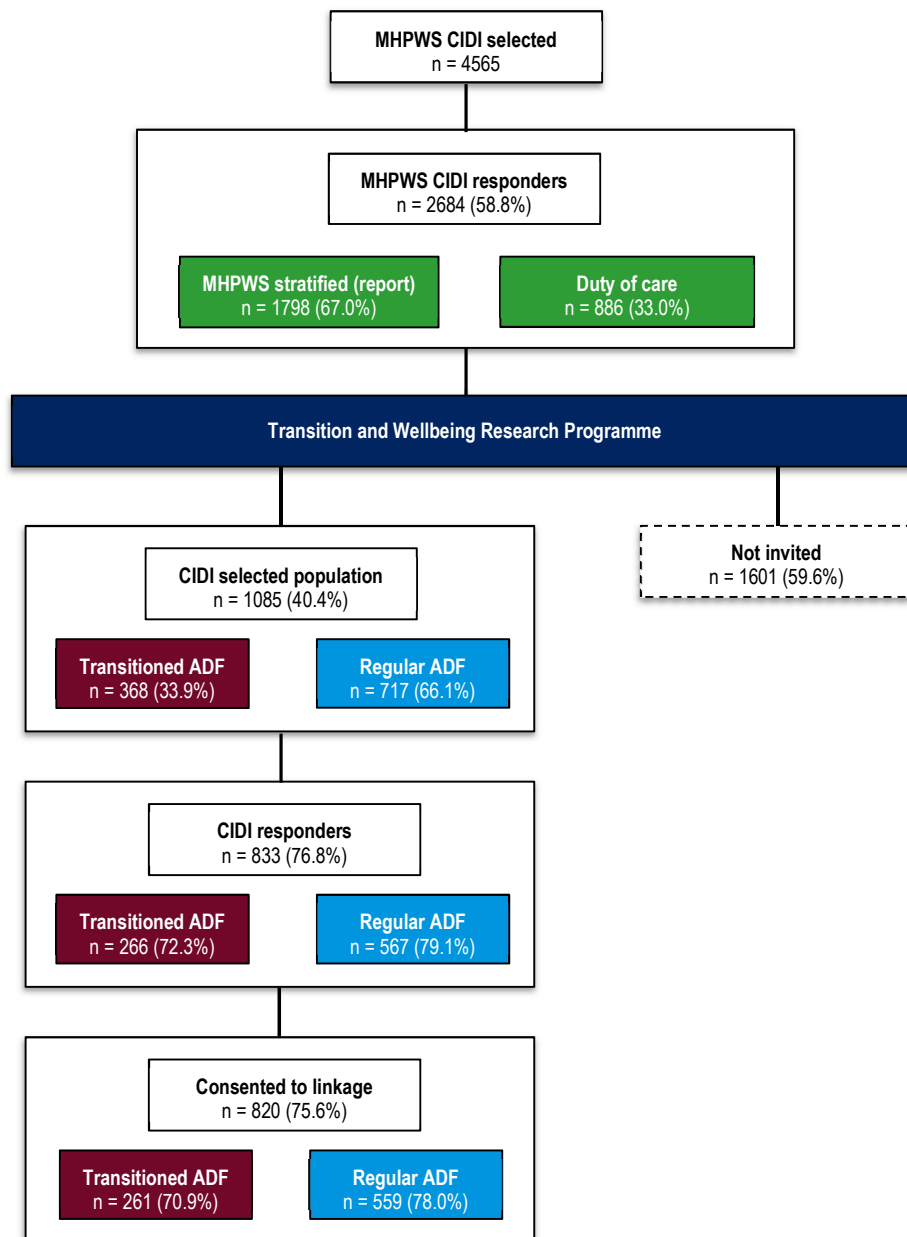 MHPWS CIDI selected
n = 4565
MHPWS CIDI responders
n = 2684 (58.8%)
MHPWS stratified (report)
n = 1798 (67.0%)
Duty of care
n = 886 (33.0%)
Transition and Wellbeing Research Programme
CIDI selected population
n = 1085 (40.4%)
Transitioned ADF
n = 368 (33.9%)
Regular ADF
n = 717 (66.1%)
Not invited
n = 1601 (59.6%)
CIDI responders
n = 833 (76.8%)
Transitioned ADF
n = 266 (72.3%)
Regular ADF
n = 567 (79.1%)
Consented to linkage
n = 820 (75.6%)
Transitioned ADF
n = 261 (70.9%)
Regular ADF
n = 559 (78.0%)